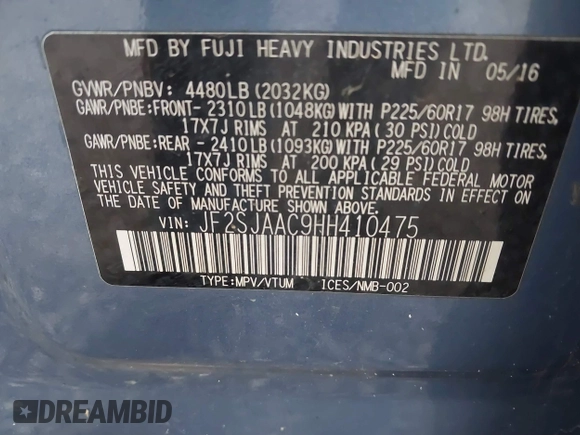 MFD BY FUJI HEAVY INDUSTRIES LTD.
MFD IN 05/16
GVWR/PNBV: 4480LB (2032KG)
GAWR/PNBE:FRONT- 2310LB (1048KG) WITH P225/60R17 98H TIRES,
17X7J RIMS AT 210 KPA ( 30 PSI) COLD
GAWR/PNBE:REAR - 2410LB (1093KG) WITH P225/60R17 98H TIRES,
17X7J RIMS AT 200 KPA ( 29 PSI) COLD
THIS VEHICLE CONFORMS TO ALL APPLICABLE FEDERAL MOTOR
VEHICLE SAFETY AND THEFT PREVENTION STANDARDS IN EFFECT ON
THE DATE OF MANUFACTURE SHOWN ABOVE.
VIN: JF2SJAAC9HH410475
TYPE:MPV/VTUM ICES/NMB-002
DREAMBID